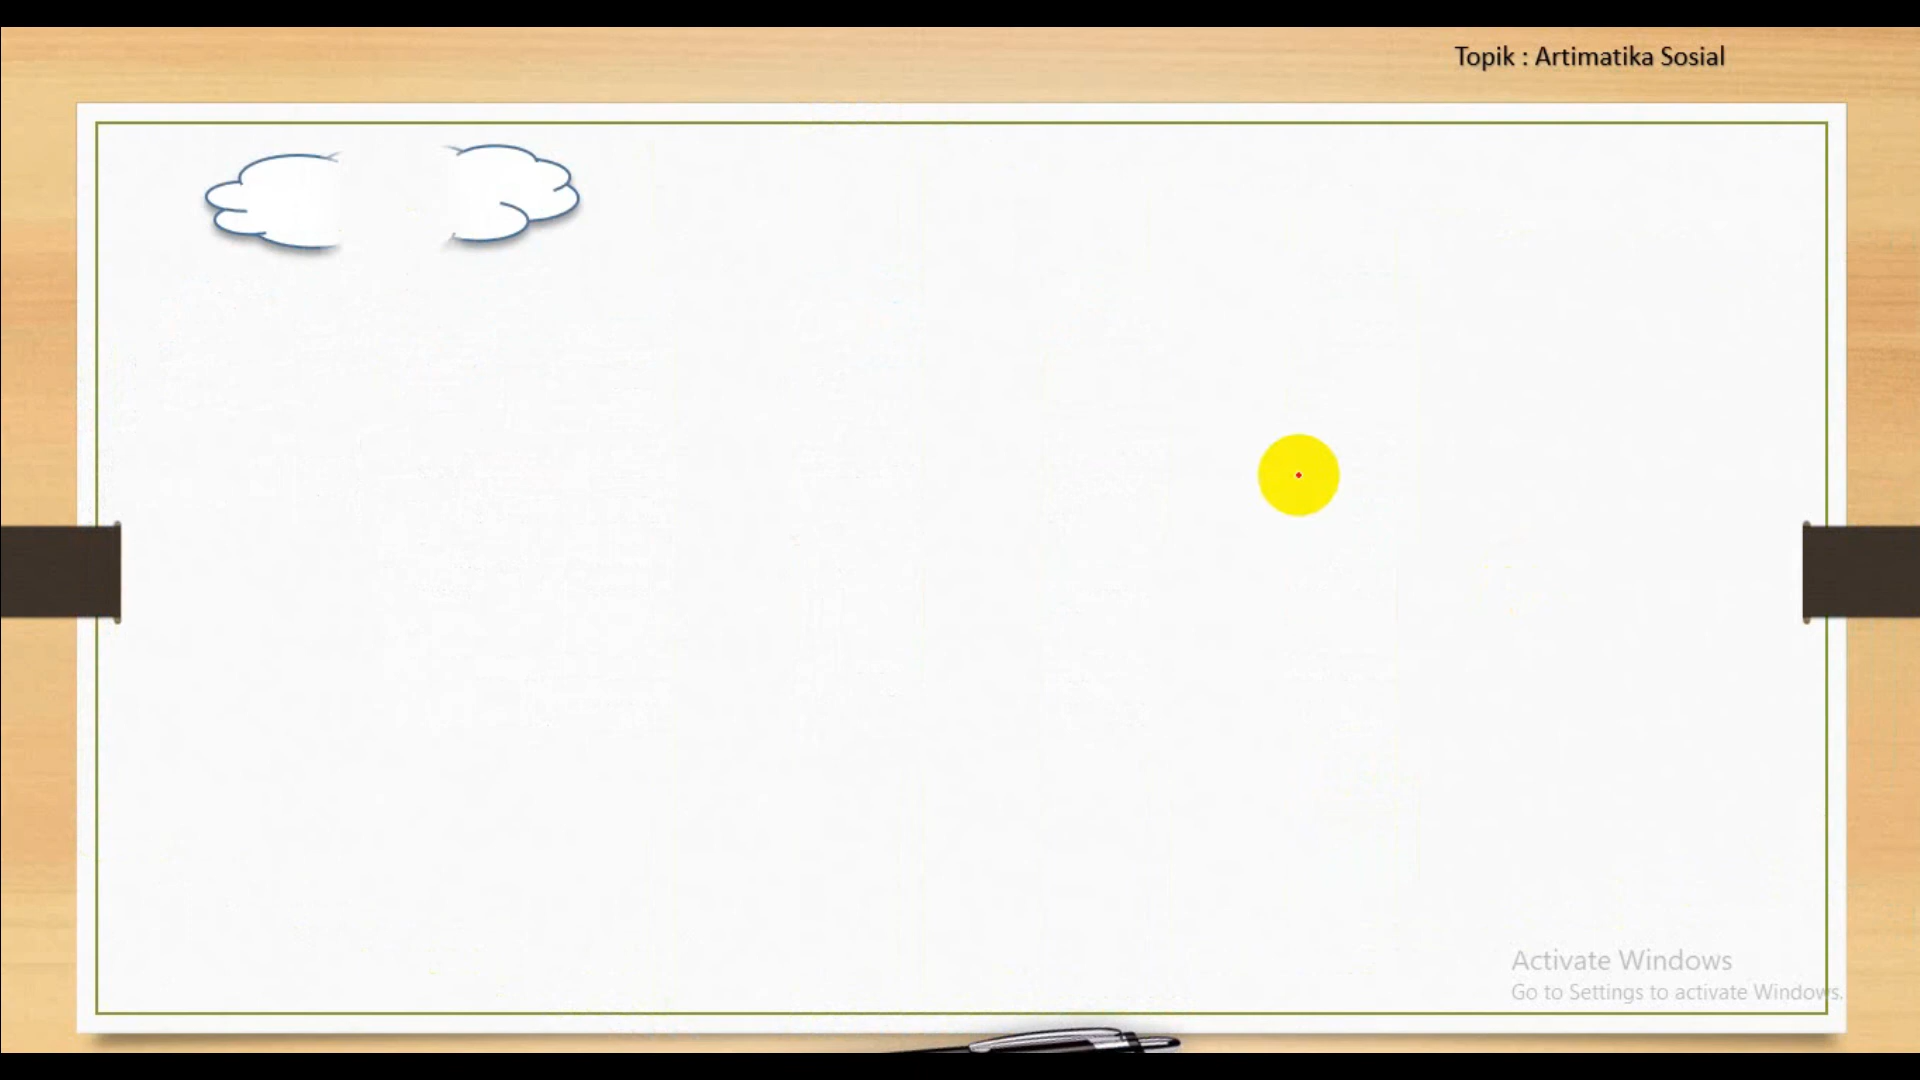 Topik : Artimatika Sosial
Activate Windows
Go to Settings to activate Windows.